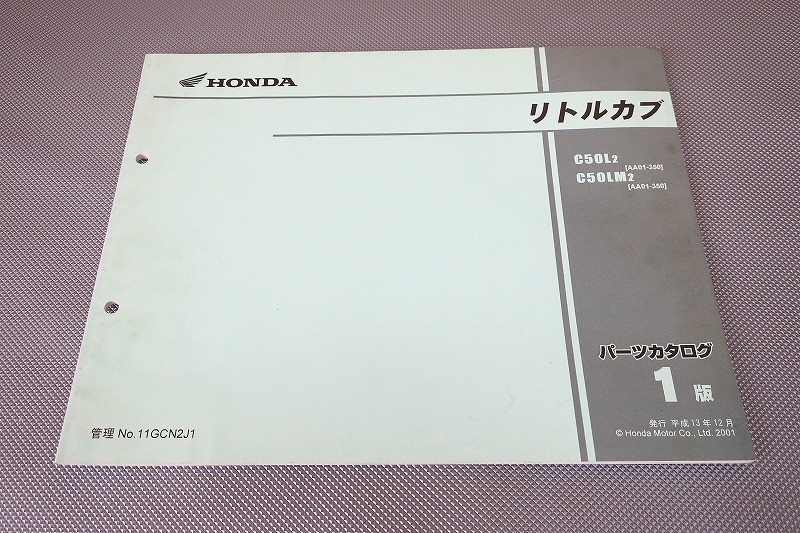 HONDA
リトルカブ
C50L2
[AA01-350]
C50LM2
[AA01-350]
パーツカタログ
1版
発行 平成13年12月
© Honda Motor Co., Ltd. 2001
管理 No.11GCN2J1